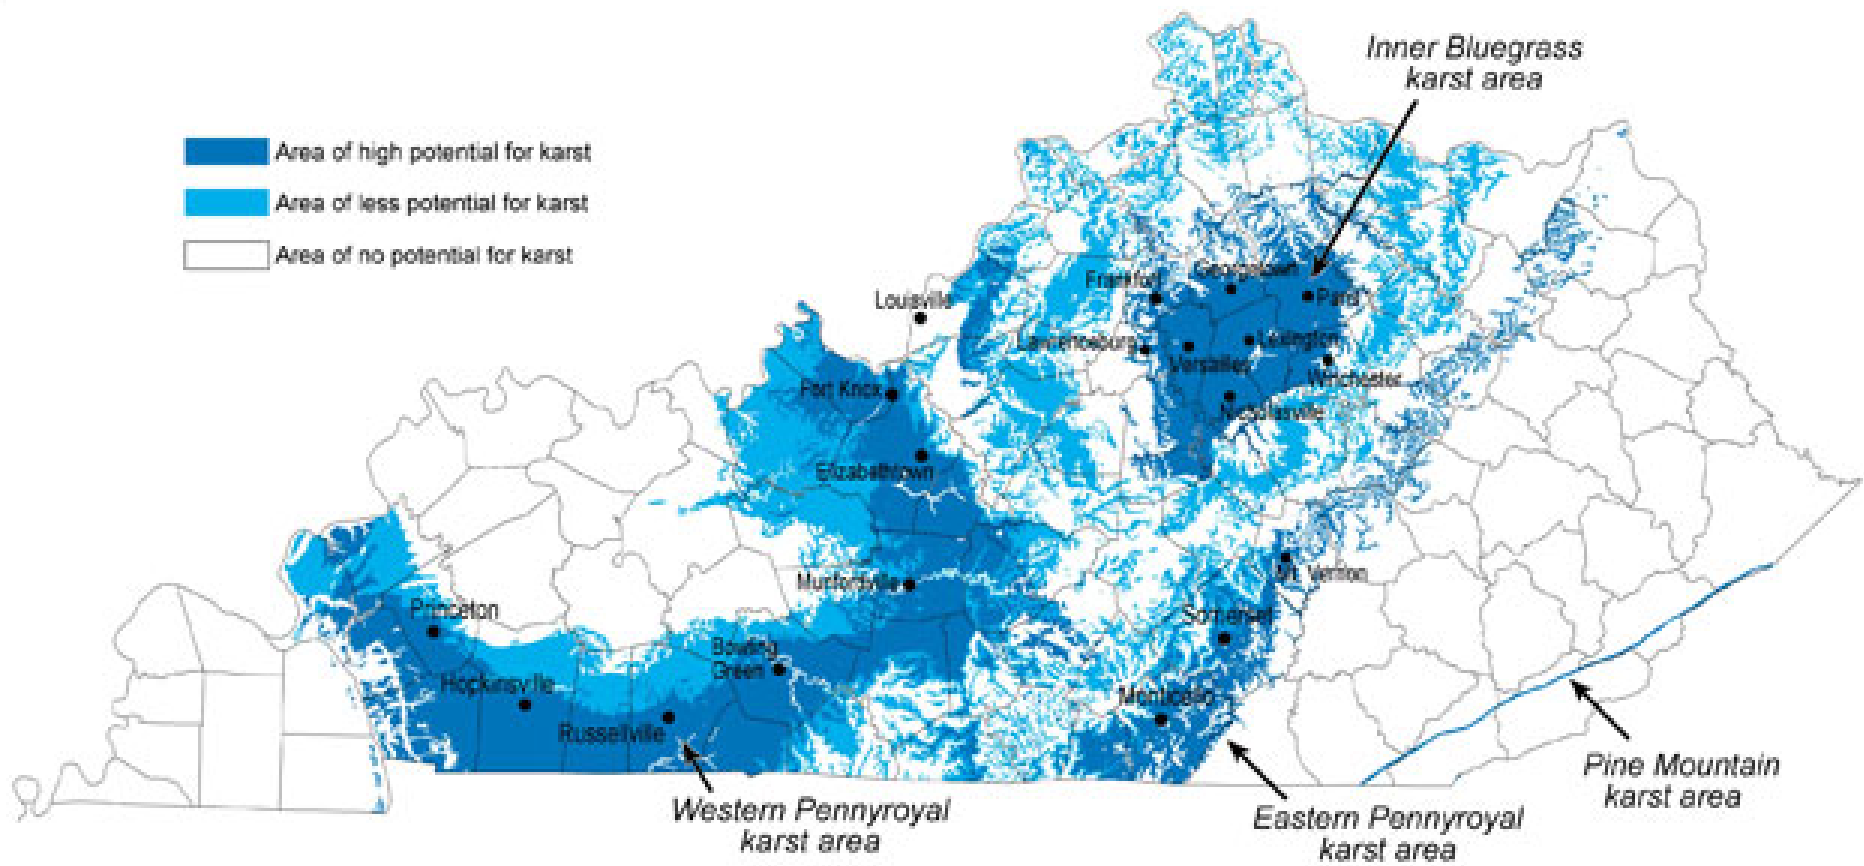 Inner Bluegrass
karst area
Area of high potential for karst
Area of less potential for karst
Area of no potential for karst
Georgetown
Frankfort
Paris
Louisville
Lawrenceburg
Lexington
Versailles
Winchester
Fort Knox
Nicholasville
Elizabethtown
Mt. Vernon
Munfordville
Princeton
Somerset
Bowling
Green
Hopkinsville
Monticello
Russellville
Pine Mountain
karst area
Western Pennyroyal
karst area
Eastern Pennyroyal
karst area